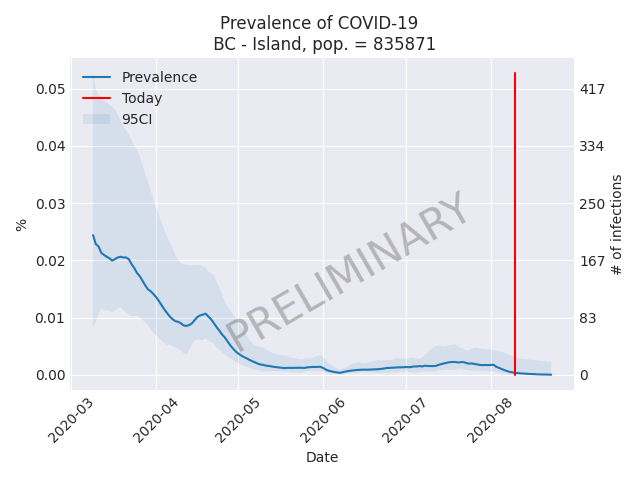 Prevalence of COVID-19
BC - Island, pop. = 835871
Prevalence
Today
95CI
0.05
0.04
0.03
0.02
0.01
0.00
%
417
334
250
167
83
0
# of infections
PRELIMINARY
2020-03
2020-04
2020-05
2020-06
2020-07
2020-08
Date